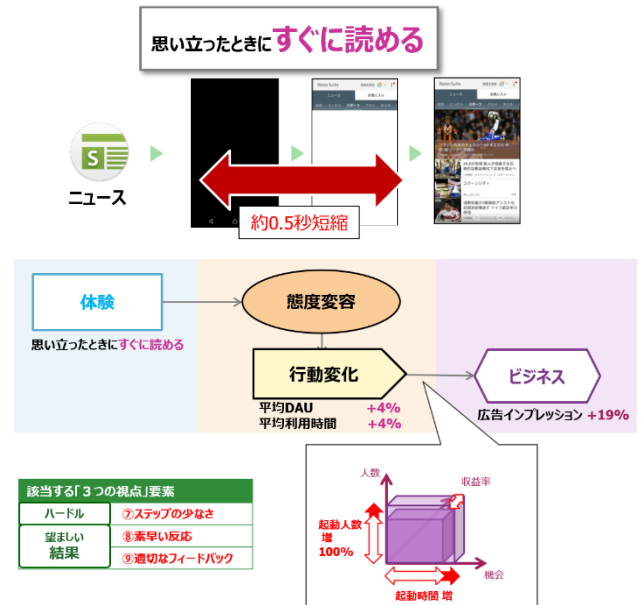 思い立ったときにすぐに読める
S
ニュース
約0.5秒短縮
体験
思い立ったときにすぐに読める
態度変容
行動変化
平均DAU +4%
平均利用時間 +4%
ビジネス
広告インプレッション +19%
該当する「3つの視点」要素
ハードル ⑦ステップの少なさ
望ましい
結果
⑧素早い反応
⑨適切なフィードバック
人数
収益率
起動人数
増
100%
機会
起動時間 増